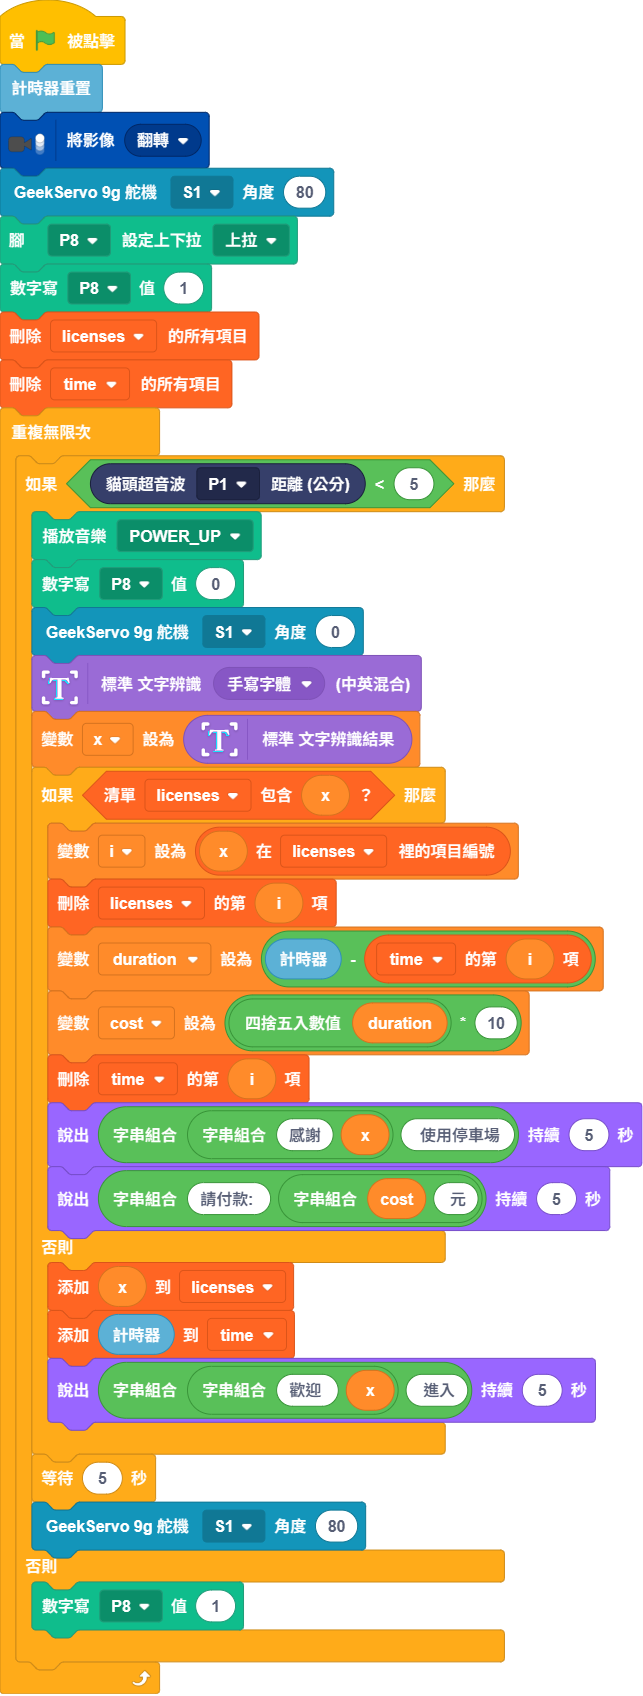 當 被點擊
計時器重置
將影像 翻轉
GeekServo 9g 舵機 S1 角度 80
腳 P8 設定上下拉 上拉
數字寫 P8 值 1
刪除 licenses 的所有項目
刪除 time 的所有項目
重複無限次
如果 貓頭超音波 P1 距離 (公分) < 5 那麼
播放音樂 POWER_UP
數字寫 P8 值 0
GeekServo 9g 舵機 S1 角度 0
T 標準 文字辨識 手寫字體 (中英混合)
變數 x 設為 T 標準 文字辨識結果
如果 清單 licenses 包含 x ? 那麼
變數 i 設為 x 在 licenses 裡的項目編號
刪除 licenses 的第 i 項
變數 duration 設為 計時器 - time 的第 i 項
變數 cost 設為 四捨五入數值 duration * 10
刪除 time 的第 i 項
說出 字串組合 字串組合 感謝 x 使用停車場 持續 5 秒
說出 字串組合 請付款: 字串組合 cost 元 持續 5 秒
否則
添加 x 到 licenses
添加 計時器 到 time
說出 字串組合 字串組合 歡迎 x 進入 持續 5 秒
等待 5 秒
GeekServo 9g 舵機 S1 角度 80
否則
數字寫 P8 值 1